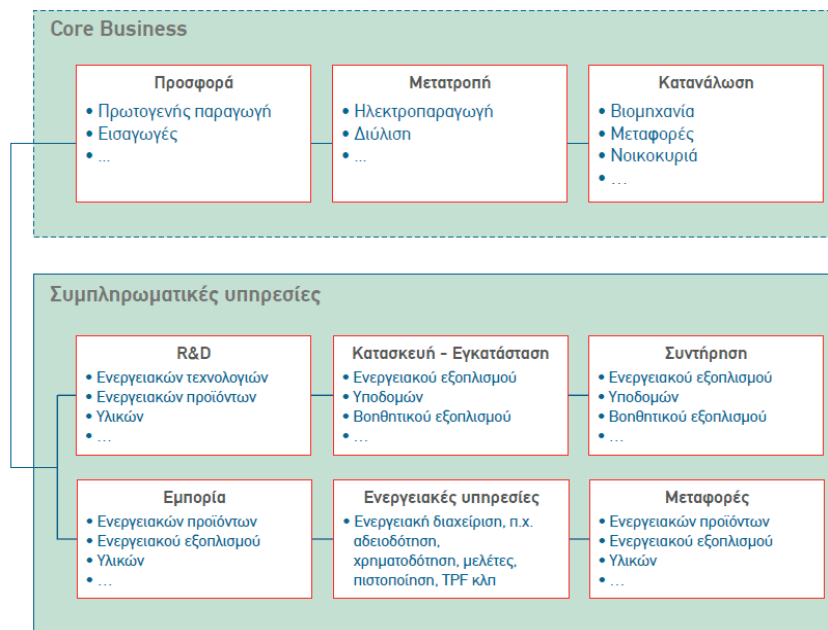 Core Business
Προσφορά
• Πρωτογενής παραγωγή
• Εισαγωγές
• ...
Μετατροπή
• Ηλεκτροπαραγωγή
• Διύλιση
• ...
Κατανάλωση
• Βιομηχανία
• Μεταφορές
• Νοικοκυριά
• ...
Συμπληρωματικές υπηρεσίες
R&D
• Ενεργειακών τεχνολογιών
• Ενεργειακών προϊόντων
• Υλικών
• ...
Κατασκευή - Εγκατάσταση
• Ενεργειακού εξοπλισμού
• Υποδομών
• Βοηθητικού εξοπλισμού
• ...
Συντήρηση
• Ενεργειακού εξοπλισμού
• Υποδομών
• Βοηθητικού εξοπλισμού
• ...
Εμπορία
• Ενεργειακών προϊόντων
• Ενεργειακού εξοπλισμού
• Υλικών
• ...
Ενεργειακές υπηρεσίες
• Ενεργειακή διαχείριση, π.χ.
αδειοδότηση,
χρηματοδότηση, μελέτες,
πιστοποίηση, TPF κλπ
Μεταφορές
• Ενεργειακών προϊόντων
• Ενεργειακού εξοπλισμού
• Υλικών
• ...